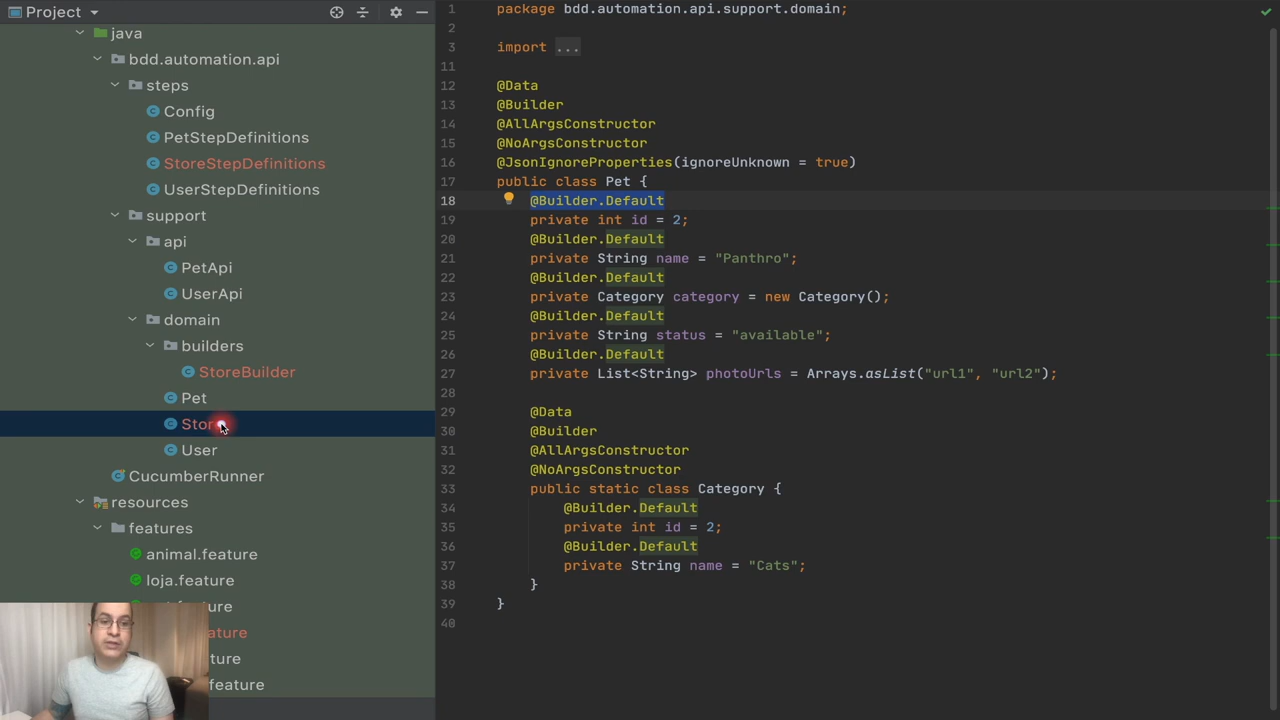 Project
java
bdd.automation.api
steps
Config
PetStepDefinitions
StoreStepDefinitions
UserStepDefinitions
support
api
PetApi
UserApi
domain
builders
StoreBuilder
Pet
Stor
User
CucumberRunner
resources
features
animal.feature
loja.feature
ture
ature
ture
feature
1 package bdd.automation.api.support.domain;
2
3 import ...
11
12 @Data
13 @Builder
14 @AllArgsConstructor
15 @NoArgsConstructor
16 @JsonIgnoreProperties(ignoreUnknown = true)
17 public class Pet {
18 @Builder.Default
19 private int id = 2;
20 @Builder.Default
21 private String name = "Panthro";
22 @Builder.Default
23 private Category category = new Category();
24 @Builder.Default
25 private String status = "available";
26 @Builder.Default
27 private List<String> photoUrls = Arrays.asList("url1", "url2");
28
29 @Data
30 @Builder
31 @AllArgsConstructor
32 @NoArgsConstructor
33 public static class Category {
34 @Builder.Default
35 private int id = 2;
36 @Builder.Default
37 private String name = "Cats";
38 }
39 }
40